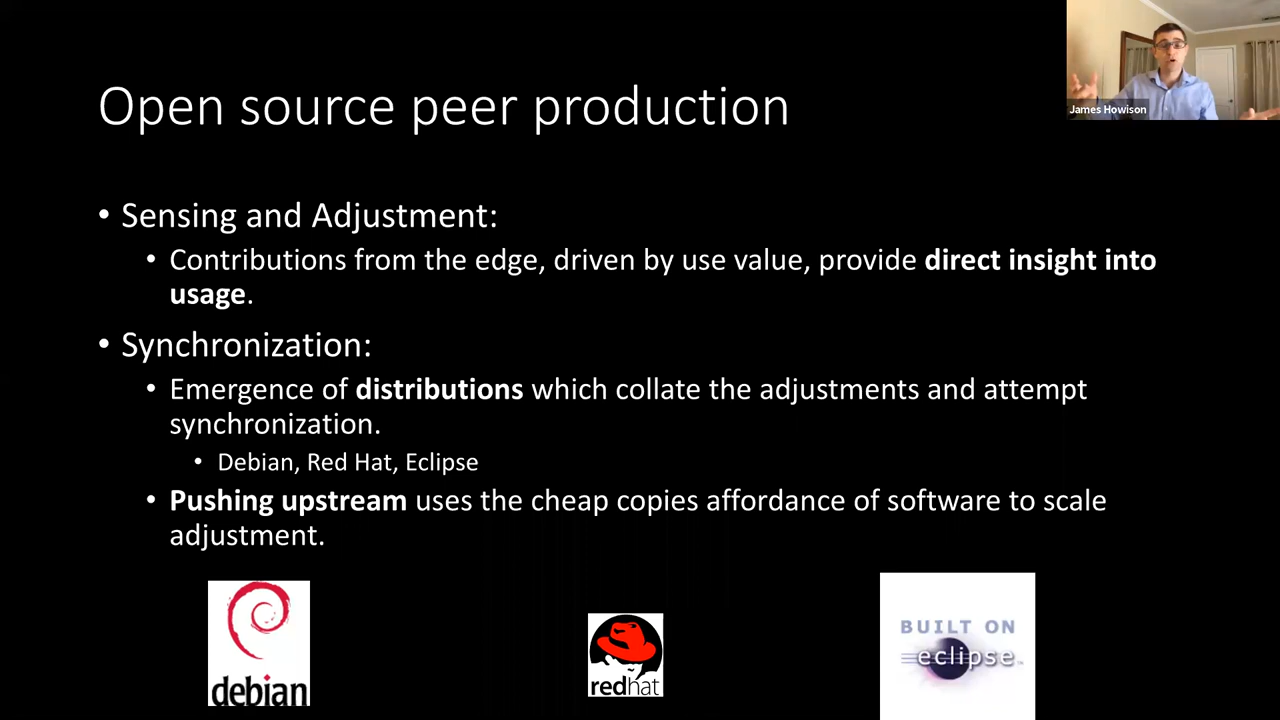 James Howison
Open source peer production
• Sensing and Adjustment:
• Contributions from the edge, driven by use value, provide direct insight into
usage.
• Synchronization:
• Emergence of distributions which collate the adjustments and attempt
synchronization.
• Debian, Red Hat, Eclipse
• Pushing upstream uses the cheap copies affordance of software to scale
adjustment.
debian
redhat
BUILT ON
eclipse